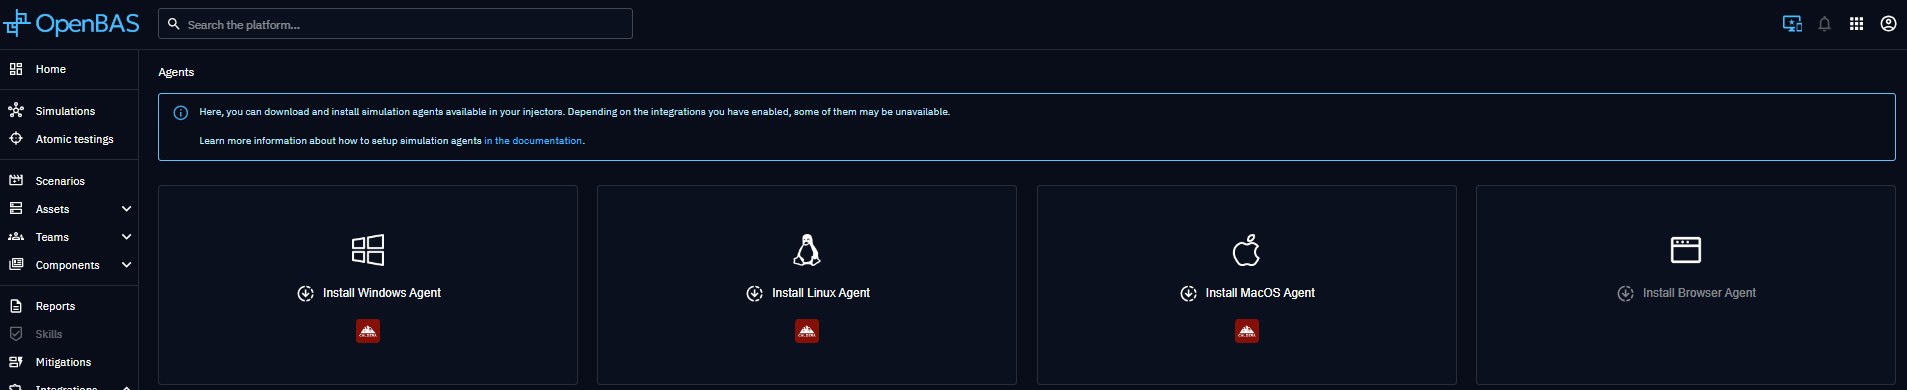 OpenBAS
Search the platform...
Home
Simulations
Atomic testings
Scenarios
Assets
Teams
Components
Reports
Skills
Mitigations
Integrations
Agents
Here, you can download and install simulation agents available in your injectors. Depending on the integrations you have enabled, some of them may be unavailable.
Learn more information about how to setup simulation agents in the documentation.
Install Windows Agent
CALDERA
Install Linux Agent
CALDERA
Install MacOS Agent
CALDERA
Install Browser Agent